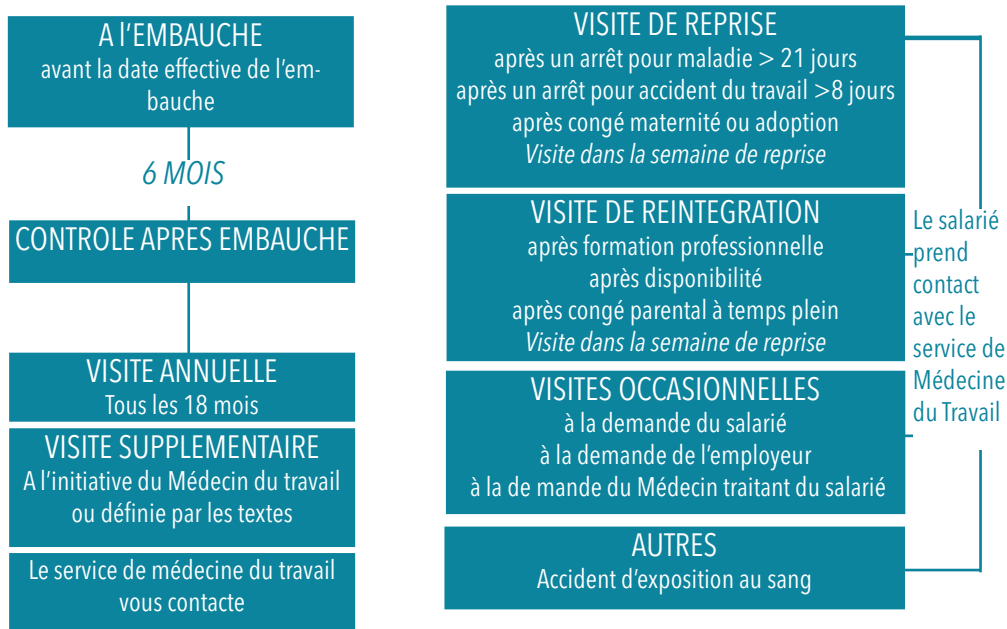 A l'EMBAUCHE
avant la date effective de l'em-
bauche
6 MOIS
CONTROLE APRES EMBAUCHE
VISITE ANNUELLE
Tous les 18 mois
VISITE SUPPLEMENTAIRE
A l'initiative du Médecin du travail
ou définie par les textes
Le service de médecine du travail
vous contacte
VISITE DE REPRISE
après un arrêt pour maladie > 21 jours
après un arrêt pour accident du travail >8 jours
après congé maternité ou adoption
Visite dans la semaine de reprise
VISITE DE REINTEGRATION
après formation professionnelle
après disponibilité
après congé parental à temps plein
Visite dans la semaine de reprise
VISITES OCCASIONNELLES
à la demande du salarié
à la demande de l'employeur
à la de mande du Médecin traitant du salarié
AUTRES
Accident d'exposition au sang
Le salarié
prend
contact
avec le
service de
Médecine
du Travail